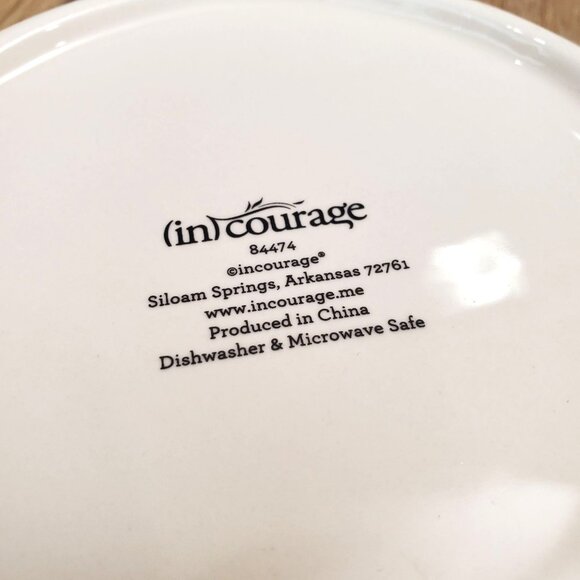 (in)courage
84474
©incourage®
Siloam Springs, Arkansas 72761
www.incourage.me
Produced in China
Dishwasher & Microwave Safe